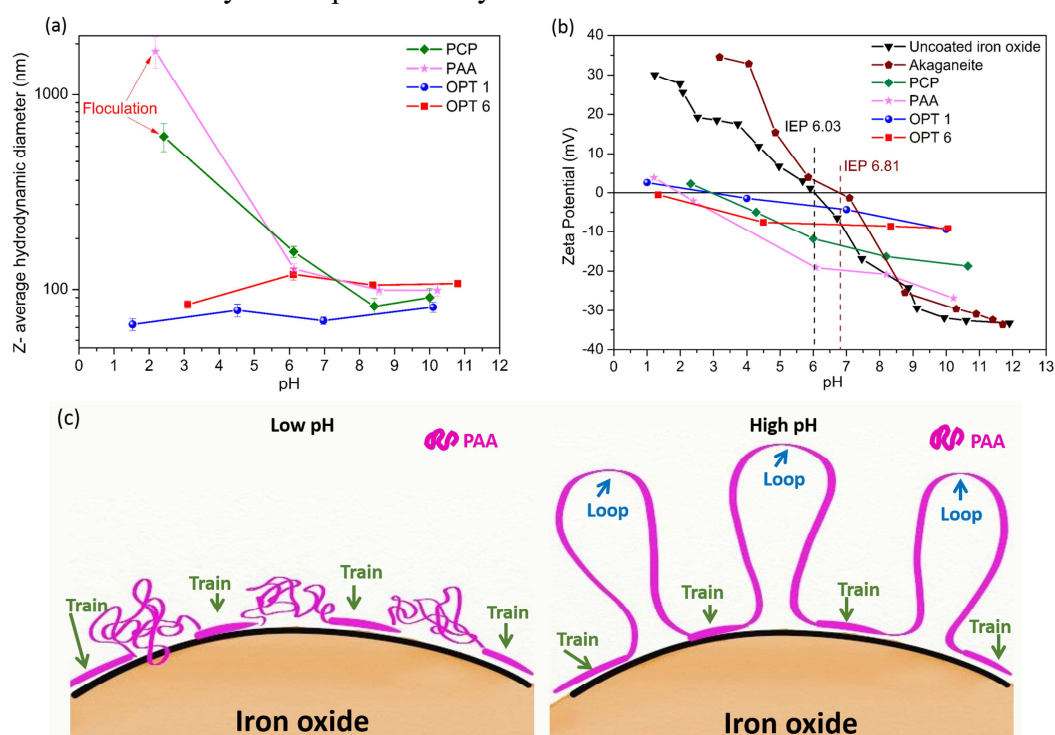 (a)
Z- average hydrodynamic diameter (nm)
1000
100
Floculation
PCP
PAA
OPT 1
OPT 6
0 1 2 3 4 5 6 7 8 9 10 11 12
pH
(b)
Zeta Potential (mV)
40
30
20
10
0
-10
-20
-30
-40
Uncoated iron oxide
Akaganeite
PCP
PAA
OPT 1
OPT 6
IEP 6.03
IEP 6.81
0 1 2 3 4 5 6 7 8 9 10 11 12 13
pH
(c)
Low pH
PAA
Train
Train
Train
Train
Iron oxide
High pH
PAA
Loop
Loop
Loop
Train
Train
Train
Train
Iron oxide